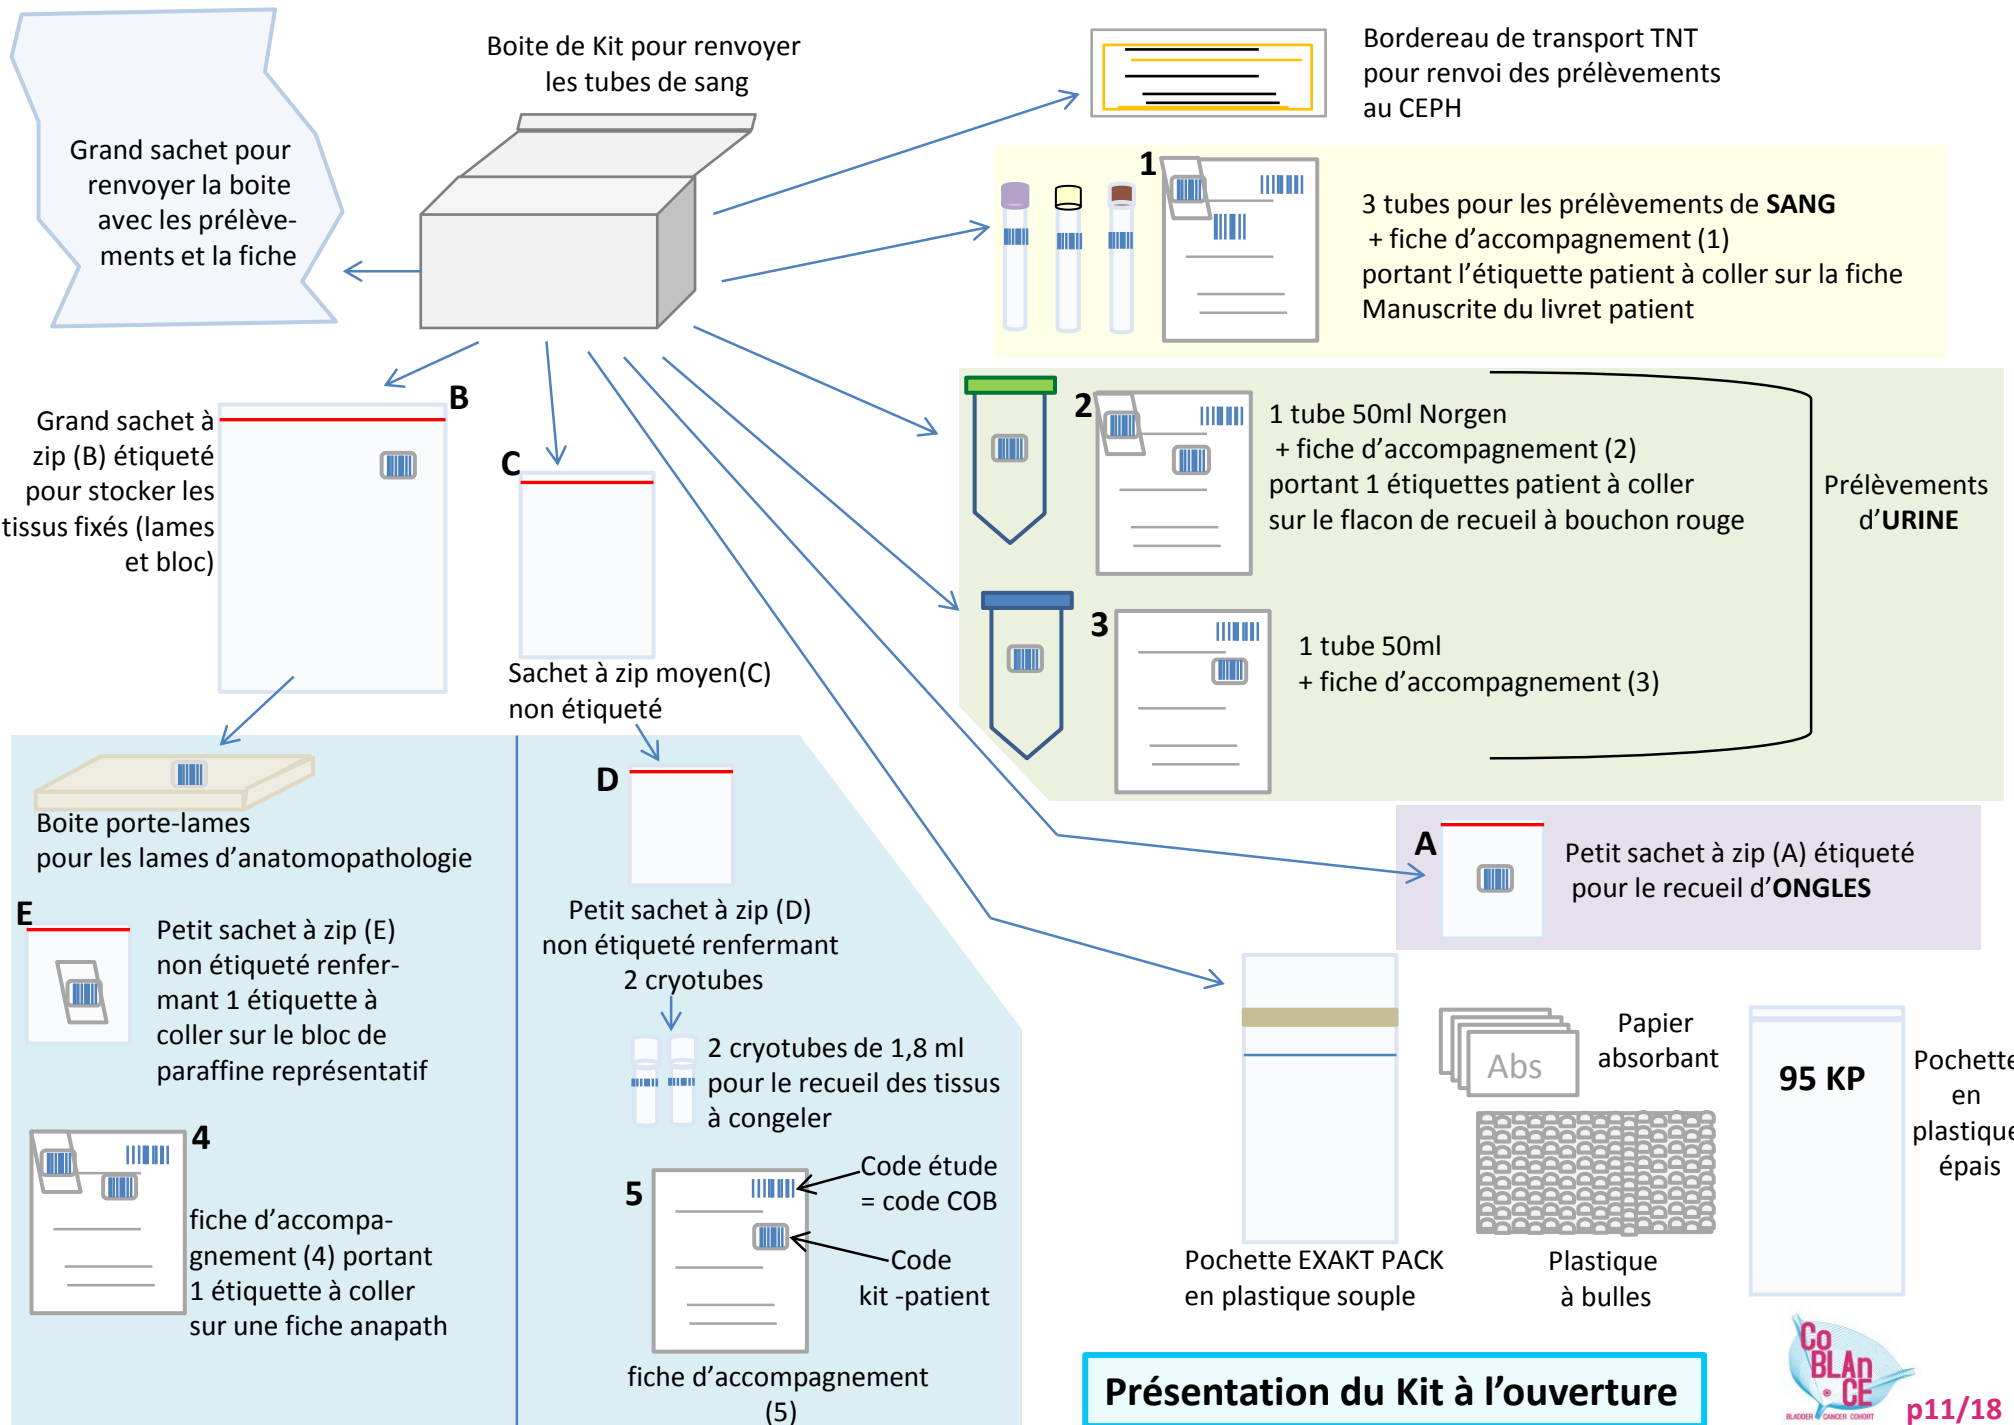 Boite de Kit pour renvoyer
les tubes de sang
Grand sachet pour
renvoyer la boite
avec les prélève-
ments et la fiche
Bordereau de transport TNT
pour renvoi des prélèvements
au CEPH
1
3 tubes pour les prélèvements de SANG
+ fiche d'accompagnement (1)
portant l'étiquette patient à coller sur la fiche
Manuscrite du livret patient
2
1 tube 50ml Norgen
+ fiche d'accompagnement (2)
portant 1 étiquettes patient à coller
sur le flacon de recueil à bouchon rouge
Prélèvements
d'URINE
3
1 tube 50ml
+ fiche d'accompagnement (3)
B
Grand sachet à
zip (B) étiqueté
pour stocker les
tissus fixés (lames
et bloc)
C
Sachet à zip moyen(C)
non étiqueté
Boite porte-lames
pour les lames d'anatomopathologie
E
Petit sachet à zip (E)
non étiqueté renfer-
mant 1 étiquette à
coller sur le bloc de
paraffine représentatif
4
fiche d'accompa-
gnement (4) portant
1 étiquette à coller
sur une fiche anapath
D
Petit sachet à zip (D)
non étiqueté renfermant
2 cryotubes
2 cryotubes de 1,8 ml
pour le recueil des tissus
à congeler
5
Code étude
= code COB
Code
kit -patient
fiche d'accompagnement
(5)
A
Petit sachet à zip (A) étiqueté
pour le recueil d'ONGLES
Pochette EXAKT PACK
en plastique souple
Abs
Papier
absorbant
Plastique
à bulles
95 KP
Pochette
en
plastique
épais
Présentation du Kit à l'ouverture
Co
BLAn
CE
BLADDER CANCER COHORT
p11/18